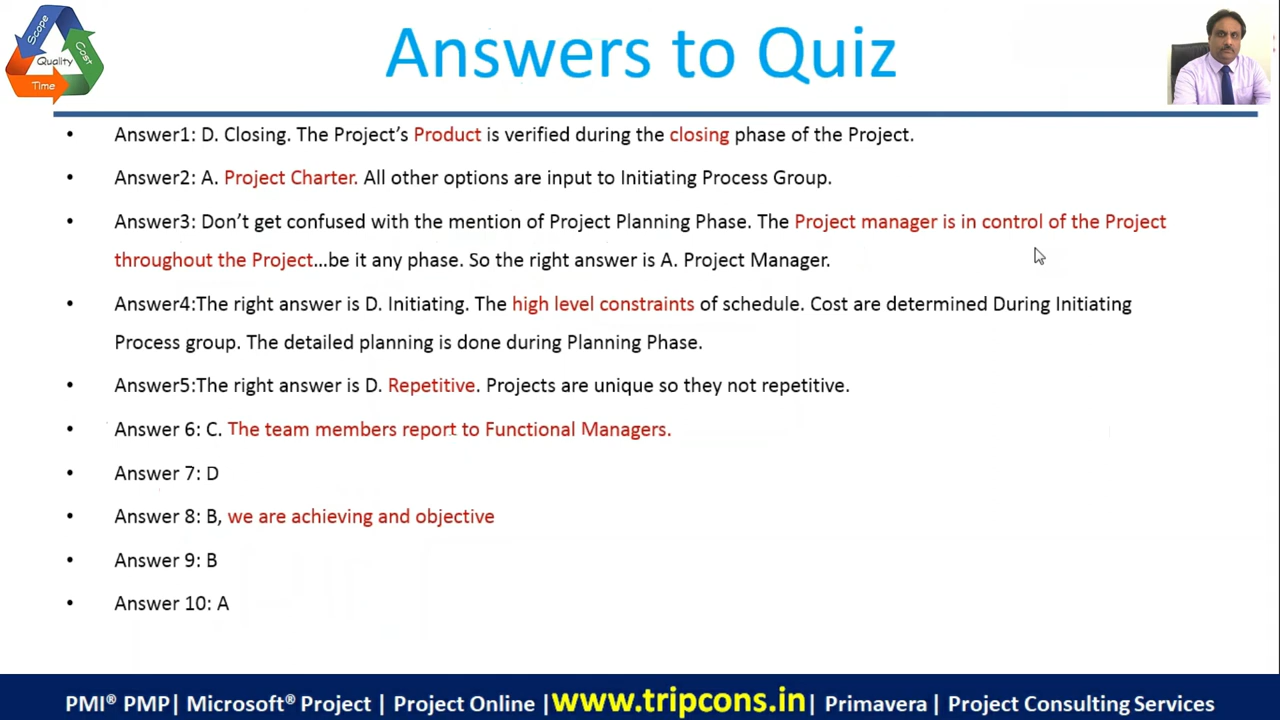 Scope
Cost
Quality
Time
Answers to Quiz
• Answer1: D. Closing. The Project's Product is verified during the closing phase of the Project.
• Answer2: A. Project Charter. All other options are input to Initiating Process Group.
• Answer3: Don't get confused with the mention of Project Planning Phase. The Project manager is in control of the Project
throughout the Project...be it any phase. So the right answer is A. Project Manager.
• Answer4:The right answer is D. Initiating. The high level constraints of schedule. Cost are determined During Initiating
Process group. The detailed planning is done during Planning Phase.
• Answer5:The right answer is D. Repetitive. Projects are unique so they not repetitive.
• Answer 6: C. The team members report to Functional Managers.
• Answer 7: D
• Answer 8: B, we are achieving and objective
• Answer 9: B
• Answer 10: A
PMI® PMP| Microsoft® Project | Project Online |www.tripcons.in| Primavera | Project Consulting Services